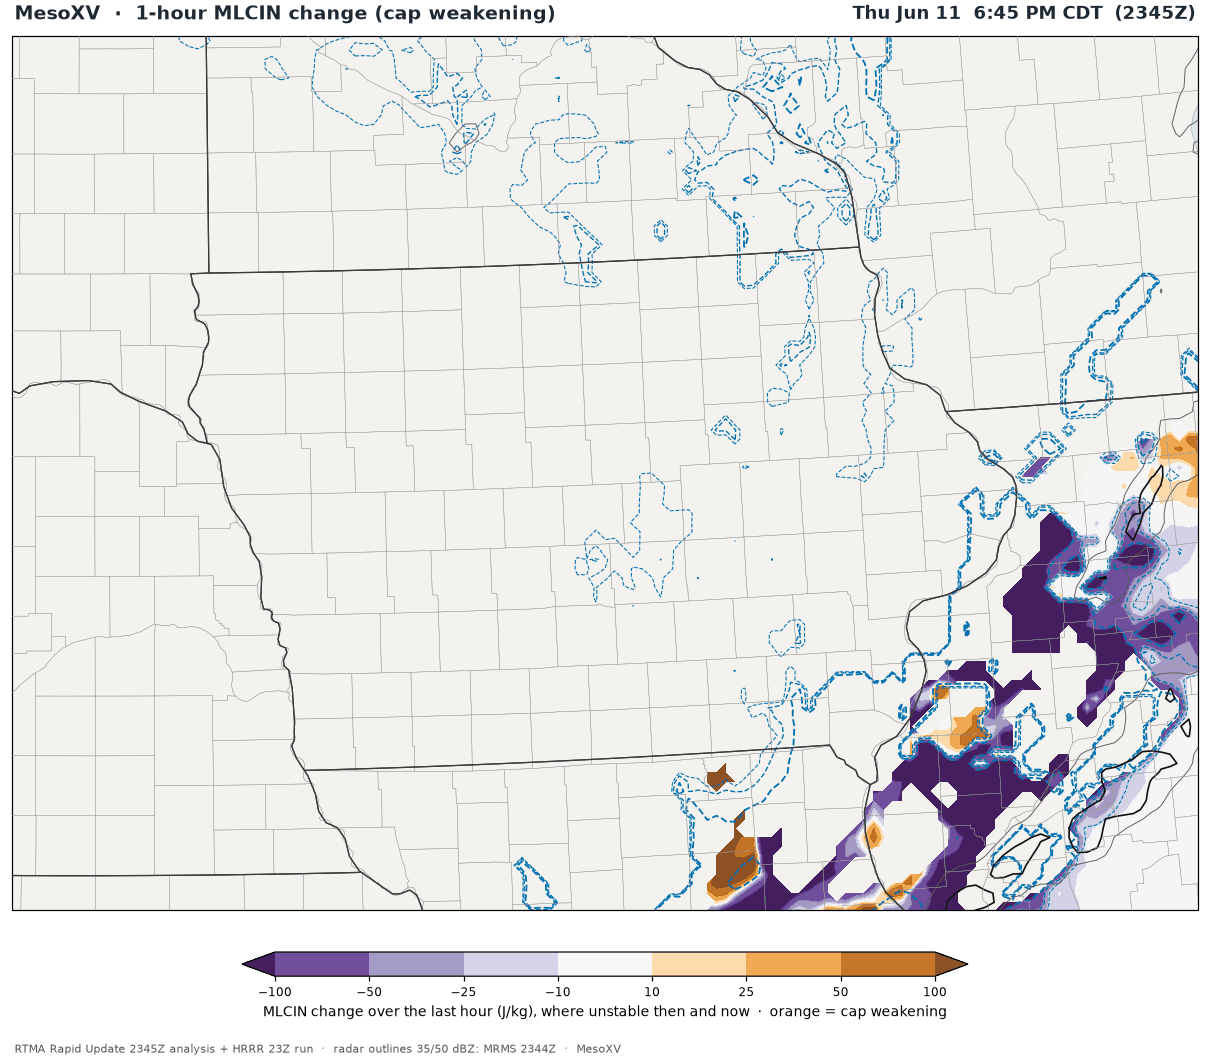 MesoXV · 1-hour MLCIN change (cap weakening)
Thu Jun 11 6:45 PM CDT (2345Z)
−100 −50 −25 −10 10 25 50 100
MLCIN change over the last hour (J/kg), where unstable then and now · orange = cap weakening
RTMA Rapid Update 2345Z analysis + HRRR 23Z run · radar outlines 35/50 dBZ: MRMS 2344Z · MesoXV